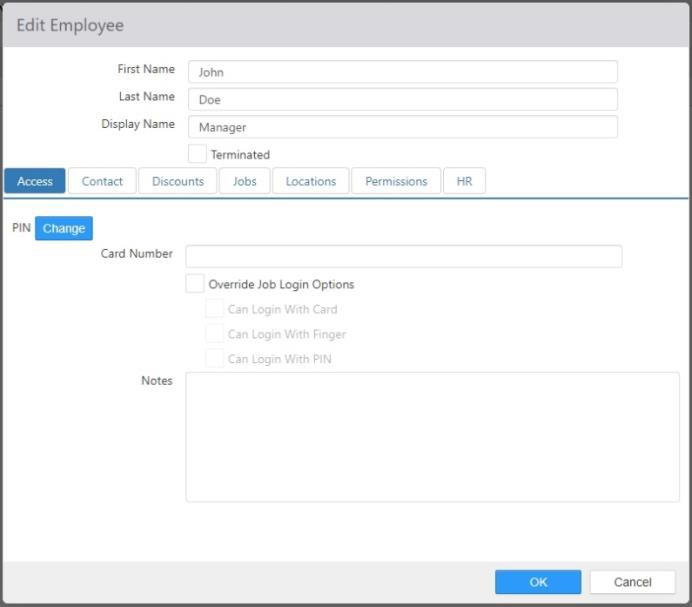 Edit Employee
First Name John
Last Name Doe
Display Name Manager
Terminated
Access Contact Discounts Jobs Locations Permissions HR
PIN Change
Card Number
Override Job Login Options
Can Login With Card
Can Login With Finger
Can Login With PIN
Notes
OK Cancel